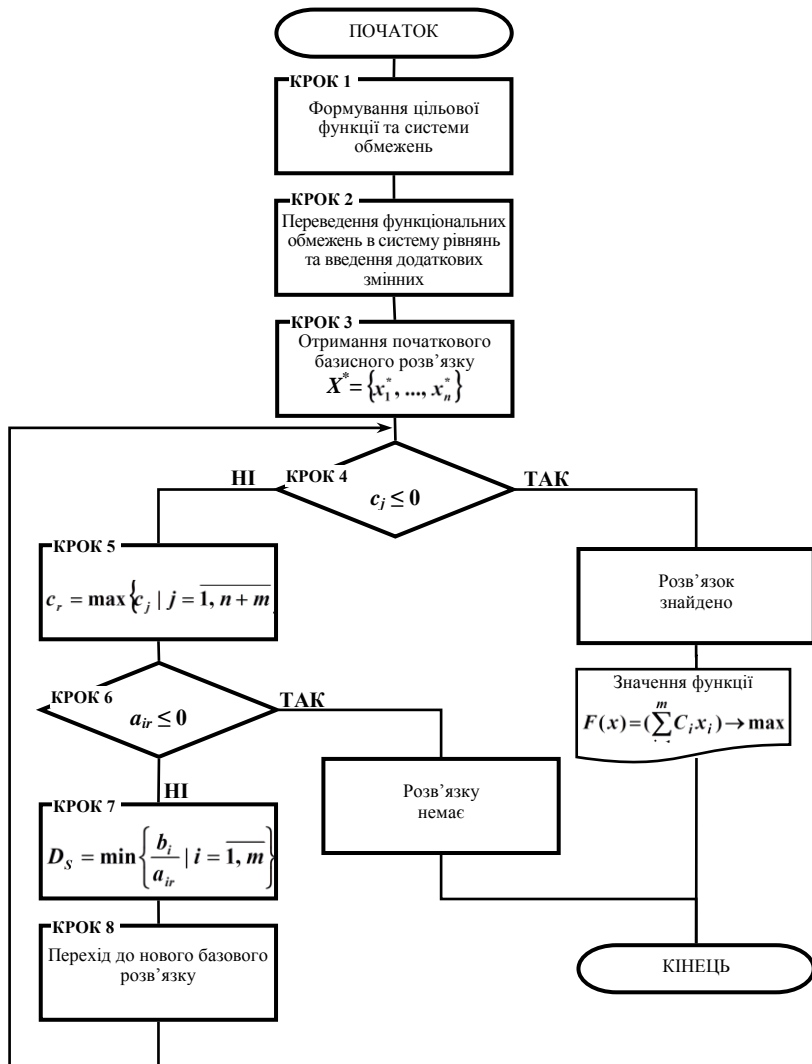 ПОЧАТОК
КРОК 1
Формування цільової
функції та системи
обмежень
КРОК 2
Переведення функціональних
обмежень в систему рівнянь
та введення додаткових
змінних
КРОК 3
Отримання початкового
базисного розв’язку
X* = {x₁*, ..., xₙ*}
КРОК 4
НІ
ТАК
cⱼ ≤ 0
КРОК 5
cᵣ = max{cⱼ | j = 1, n + m
Розв’язок
знайдено
КРОК 6
ТАК
aᵢᵣ ≤ 0
Значення функції
F(x) = (∑ᵐ Cᵢxᵢ) → max
НІ
КРОК 7
D_S = min{bᵢ/aᵢᵣ | i = 1, m}
Розв’язку
немає
КРОК 8
Перехід до нового базового
розв’язку
КІНЕЦЬ